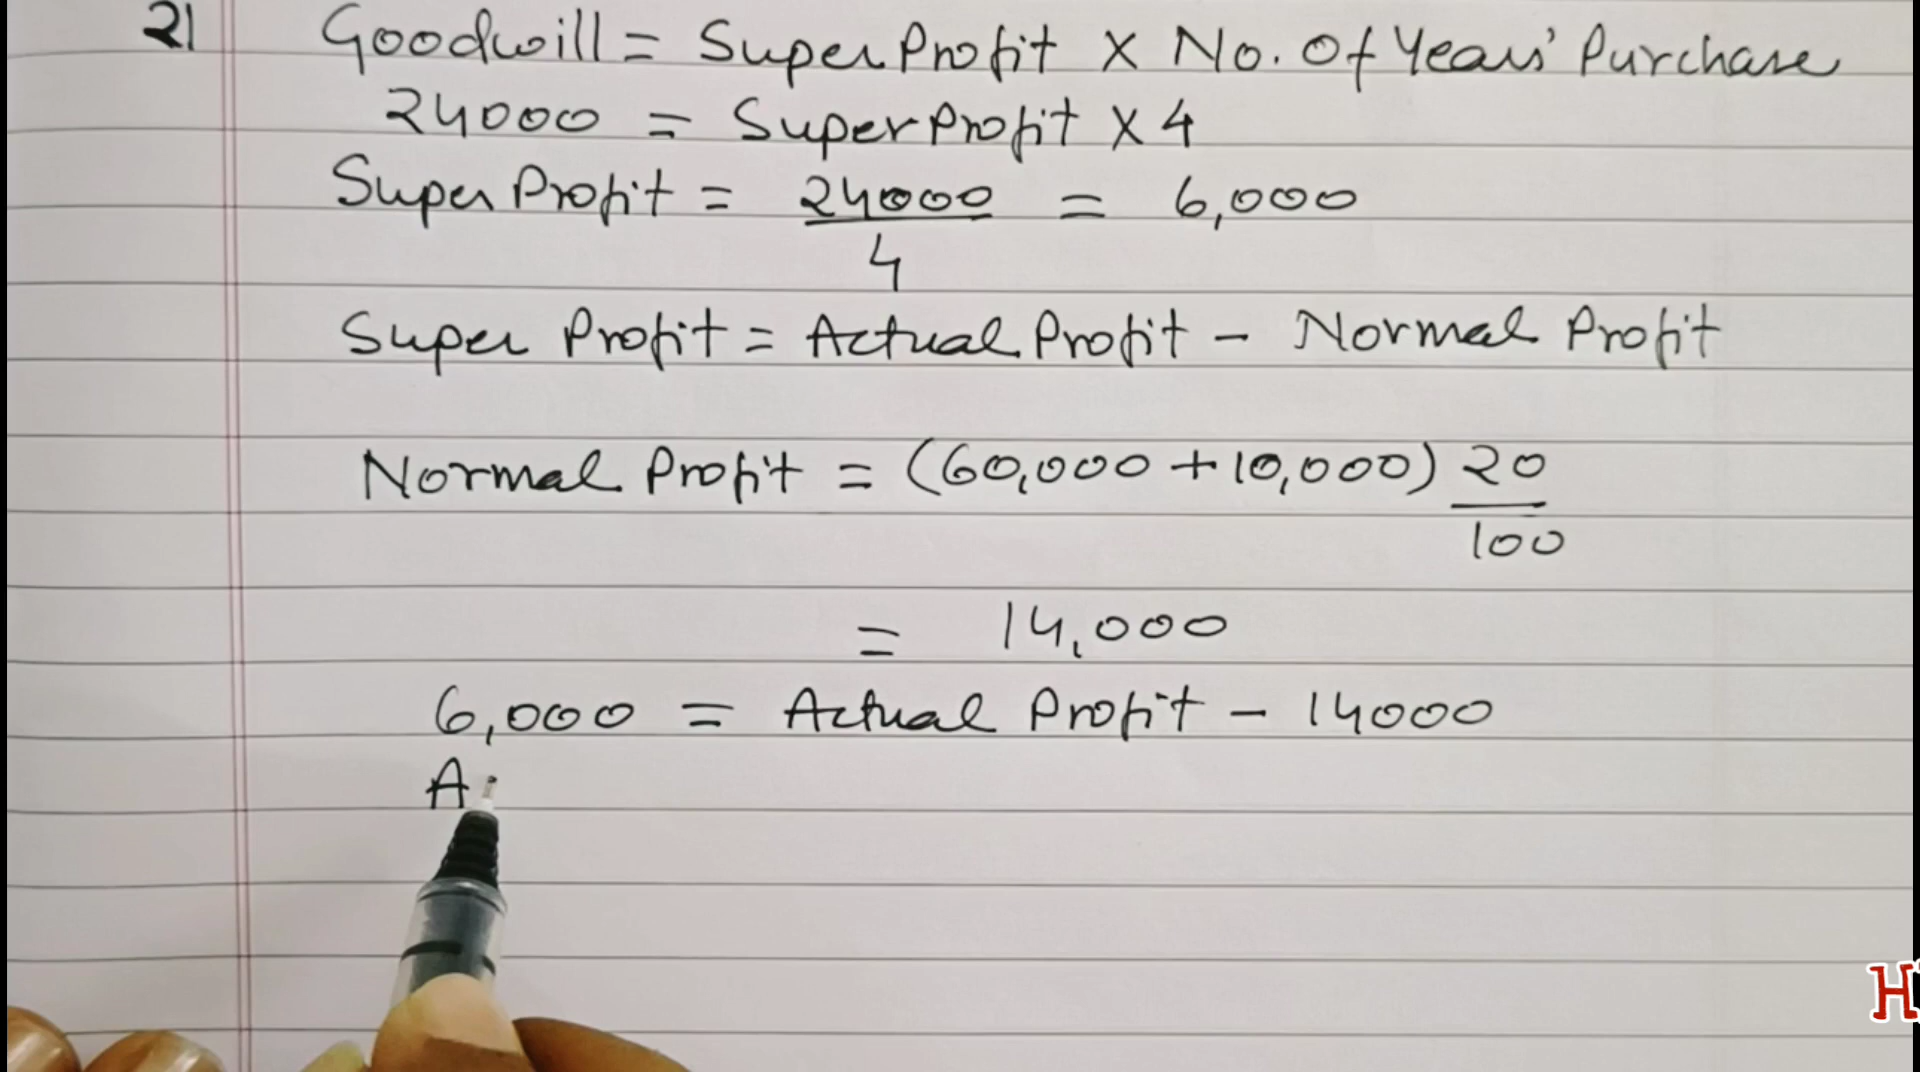 21 Goodwill = Super Profit X No. Of Years' Purchase
24000 = Super Profit X 4
Super Profit = 24000 = 6,000
4
Super Profit = Actual Profit - Normal Profit
Normal Profit = (60,000 + 10,000) 20
100
= 14,000
6,000 = Actual Profit - 14000
A
H